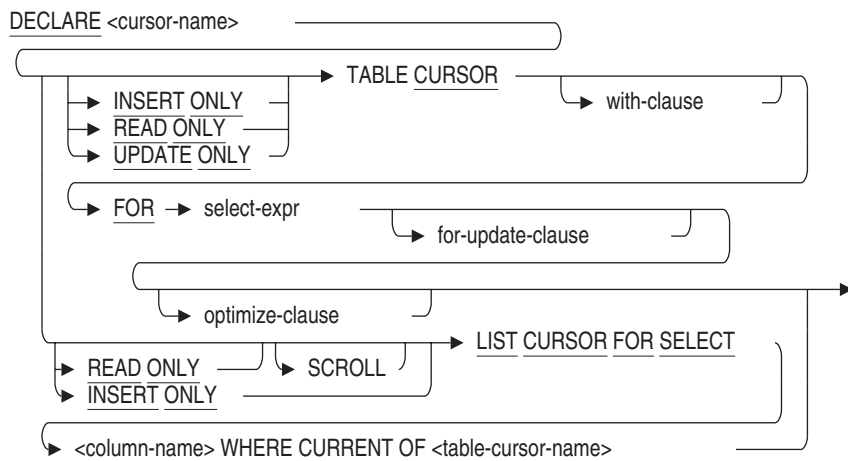 DECLARE <cursor-name>
TABLE CURSOR
INSERT ONLY
with-clause
READ ONLY
UPDATE ONLY
FOR select-expr
for-update-clause
optimize-clause
LIST CURSOR FOR SELECT
READ ONLY SCROLL
INSERT ONLY
<column-name> WHERE CURRENT OF <table-cursor-name>